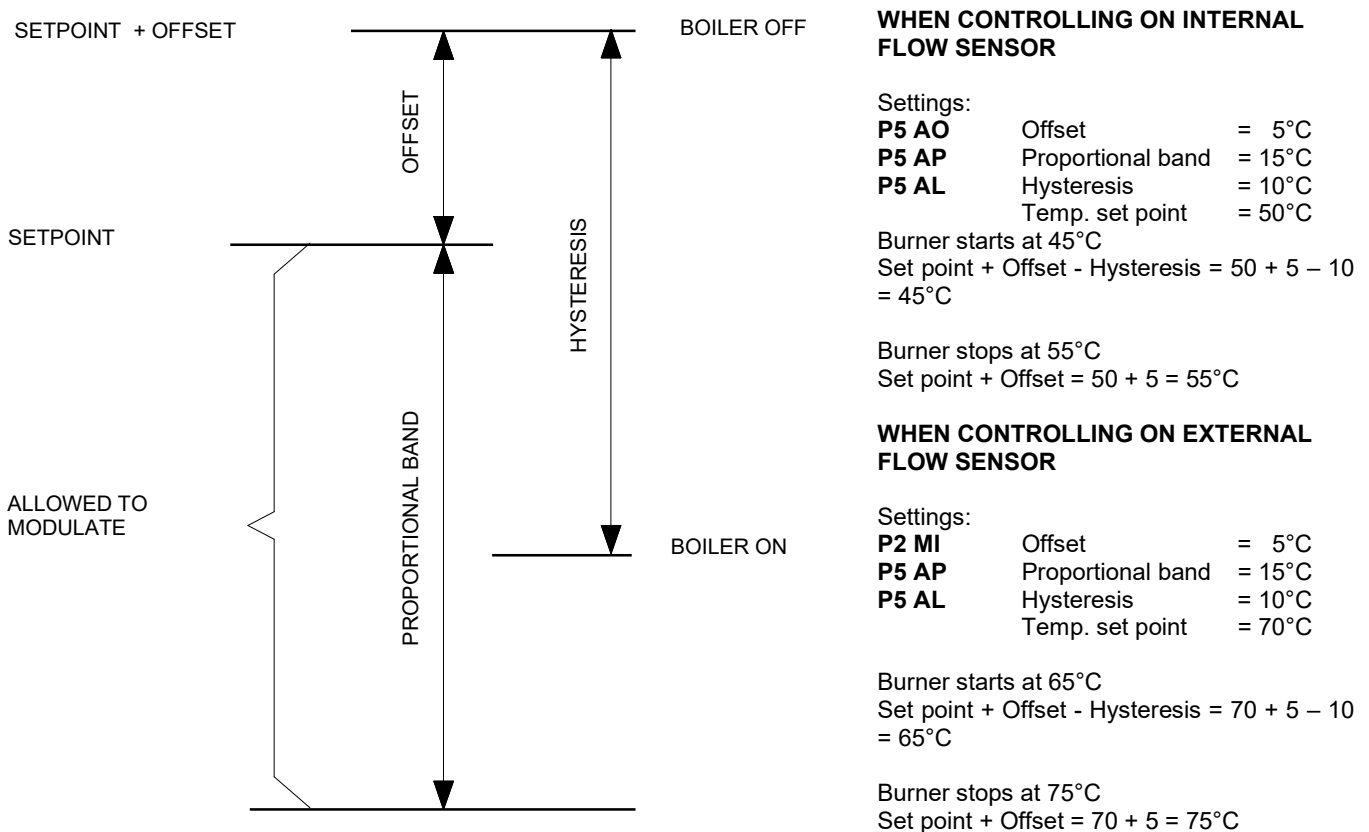 SETPOINT + OFFSET
BOILER OFF
OFFSET
SETPOINT
HYSTERESIS
PROPORTIONAL BAND
ALLOWED TO
MODULATE
BOILER ON
WHEN CONTROLLING ON INTERNAL
FLOW SENSOR
Settings:
P5 AO Offset = 5°C
P5 AP Proportional band = 15°C
P5 AL Hysteresis = 10°C
Temp. set point = 50°C
Burner starts at 45°C
Set point + Offset - Hysteresis = 50 + 5 – 10
= 45°C
Burner stops at 55°C
Set point + Offset = 50 + 5 = 55°C
WHEN CONTROLLING ON EXTERNAL
FLOW SENSOR
Settings:
P2 MI Offset = 5°C
P5 AP Proportional band = 15°C
P5 AL Hysteresis = 10°C
Temp. set point = 70°C
Burner starts at 65°C
Set point + Offset - Hysteresis = 70 + 5 – 10
= 65°C
Burner stops at 75°C
Set point + Offset = 70 + 5 = 75°C